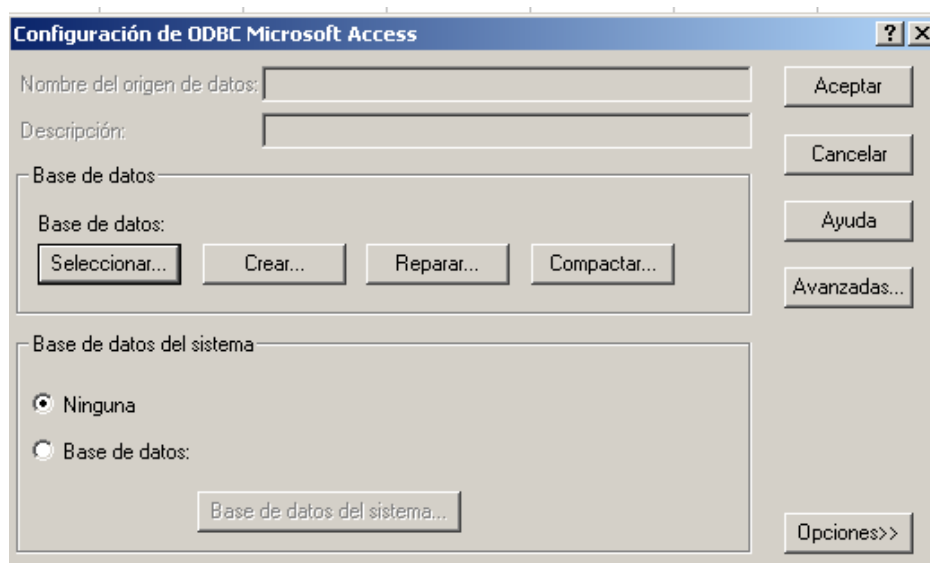 Configuración de ODBC Microsoft Access
Nombre del origen de datos:
Aceptar
Descripción:
Cancelar
Base de datos
Base de datos:
Ayuda
Seleccionar... Crear... Reparar... Compactar...
Avanzadas...
Base de datos del sistema
Ninguna
Base de datos:
Base de datos del sistema...
Opciones>>